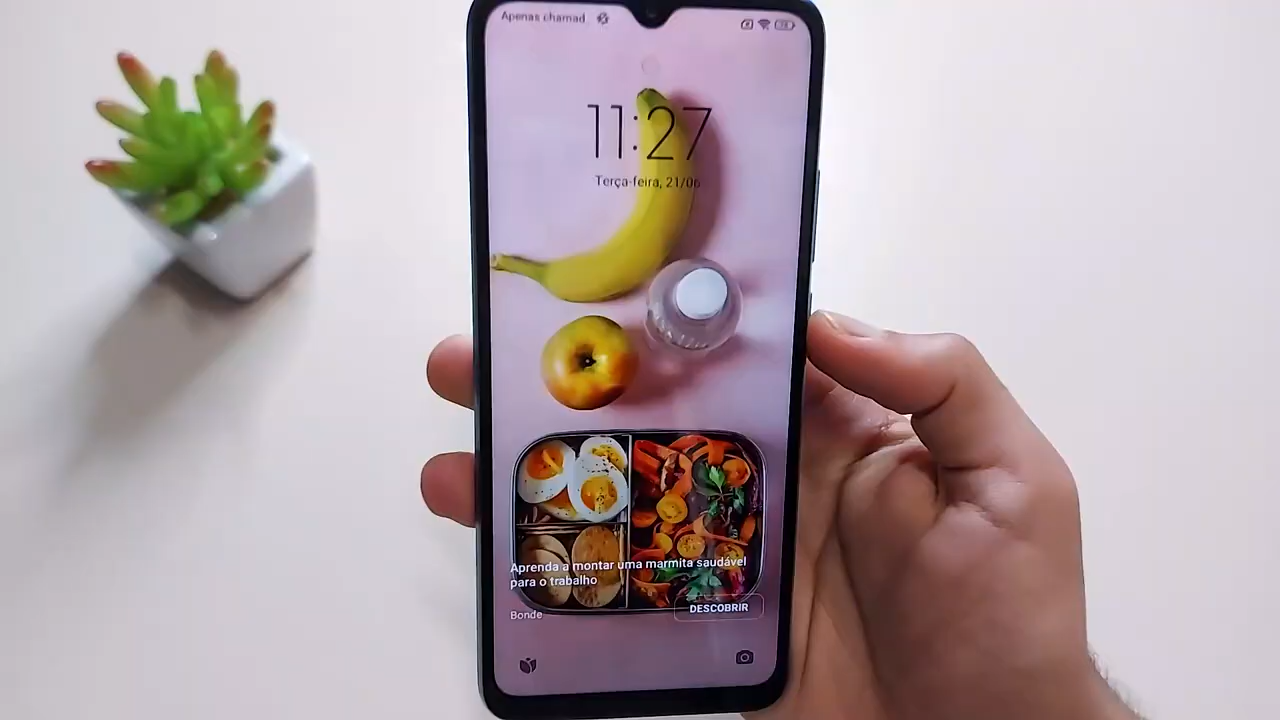 Apenas chamad
11:27
Terça-feira, 21/06
Aprenda a montar uma marmita saudável
para o trabalho
Bonde
DESCOBRIR